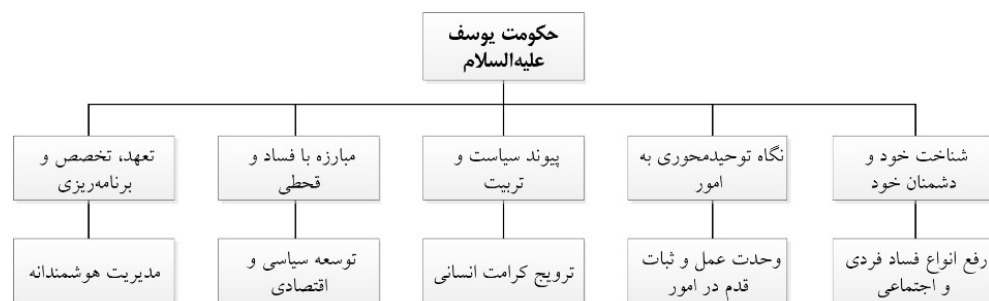 حکومت یوسف
علیه‌السلام
شناخت خود و
دشمنان خود
نگاه توحیدمحوری به
امور
پیوند سیاست و
تربیت
مبارزه با فساد و
قحطی
تعهد، تخصص و
برنامه‌ریزی
رفع انواع فساد فردی
و اجتماعی
وحدت عمل و ثبات
قدم در امور
ترویج کرامت انسانی
توسعه سیاسی و
اقتصادی
مدیریت هوشمندانه